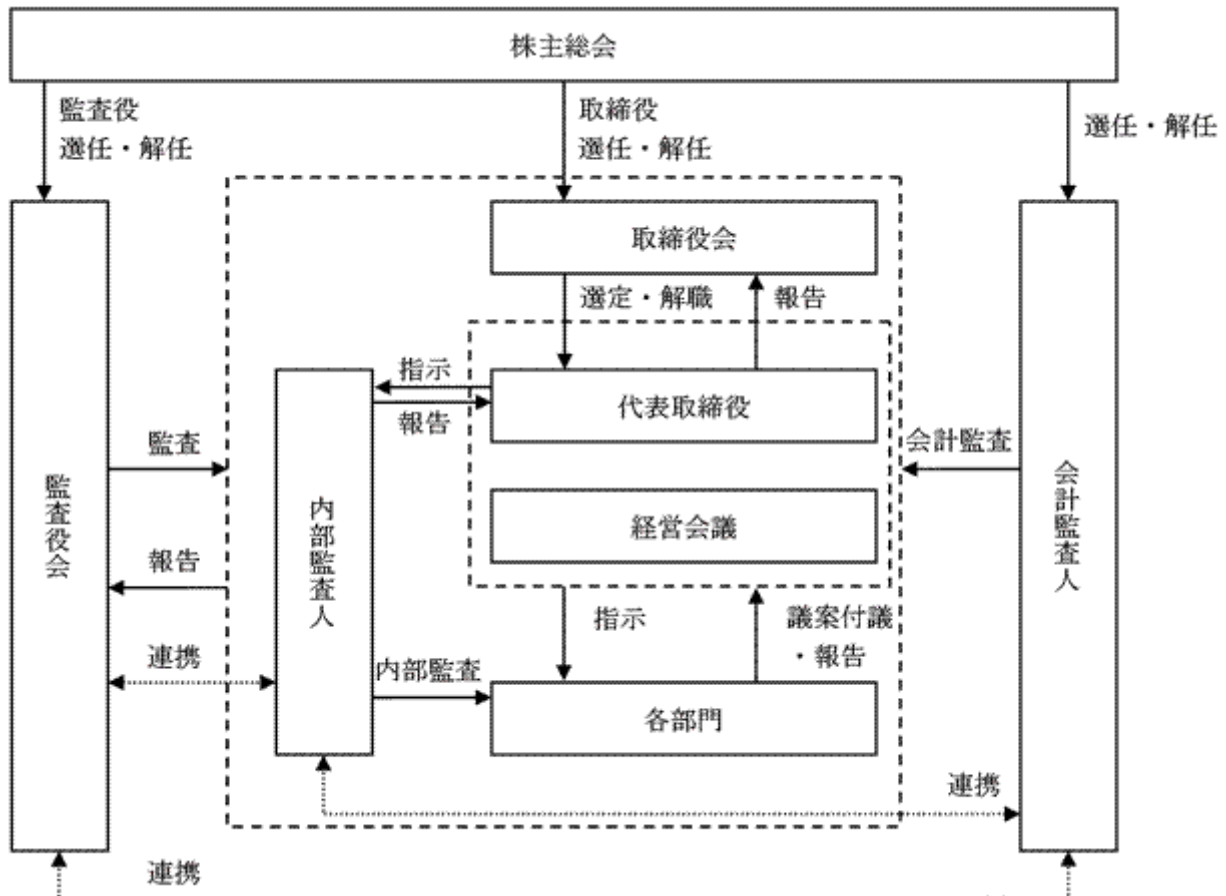 株主総会
監査役
選任・解任
取締役
選任・解任
選任・解任
取締役会
選定・解職
報告
指示
報告
代表取締役
監査
会計監査
経営会議
監査役会
内部監査人
会計監査人
報告
指示
議案付議
・報告
連携
内部監査
各部門
連携
連携